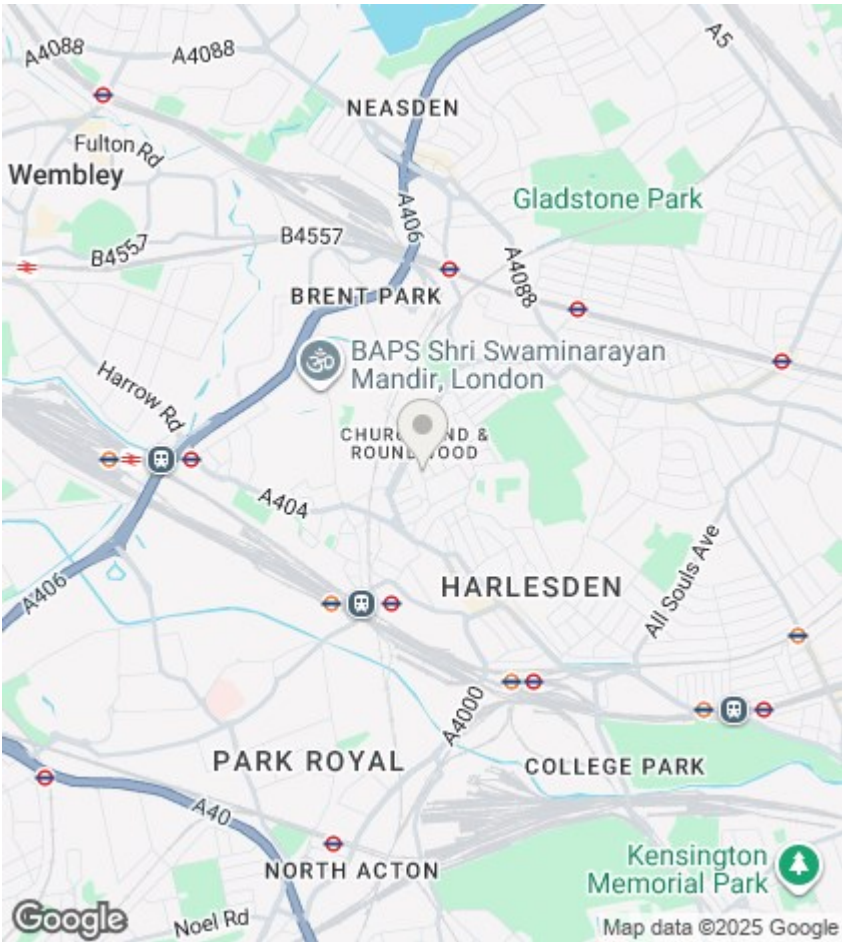 A4088
A4088
A5
NEASDEN
Fulton Rd
Wembley
Gladstone Park
A406
B4557
B4557
A4088
BRENT PARK
BAPS Shri Swaminarayan
Mandir, London
Harrow Rd
&
A404
HARLESDEN
All Souls Ave
A406
A4000
PARK ROYAL
COLLEGE PARK
A40
NORTH ACTON
Kensington
Memorial Park
Noel Rd
Google
Map data ©2025 Google